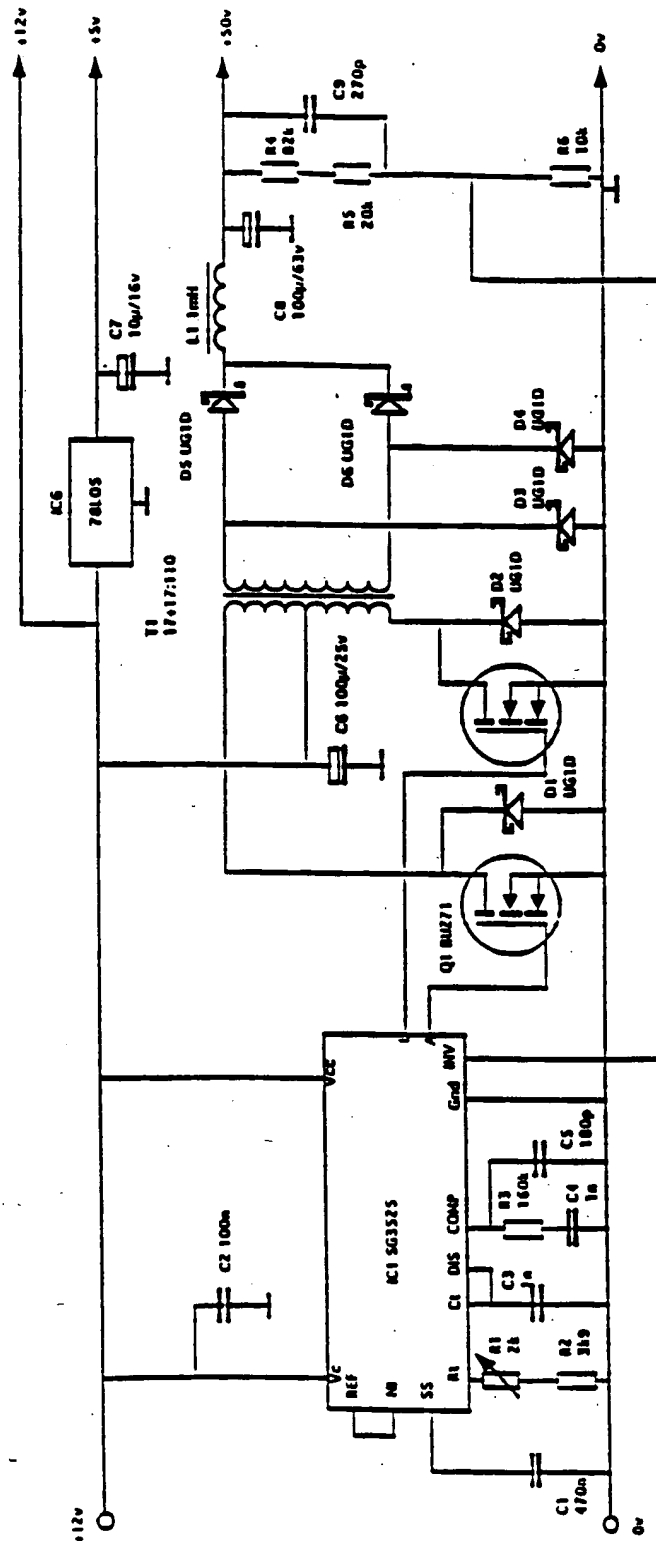 +12v
+5v
+50v
0v
C9
270p
R4
82k
R5
20k
R6
10k
C8
100µ/63v
L1 1mH
C7
10µ/16v
IC6
78L05
D5 UG1D
D6 UG1D
D4
UG1D
D3
UG1D
D2
UG1D
D1
UG1D
T1
17+17:110
C6 100µ/25v
Q1 BUZ71
C2 100n
IC1 SG3525
Vcc
Vc
REF
NI
SS
Rt
Ct
DIS
COMP
Gnd
INV
A
C5
180p
R3
160k
C4
1n
C3
1n
R1
2k
R2
3k9
C1
470n
+12v
0v